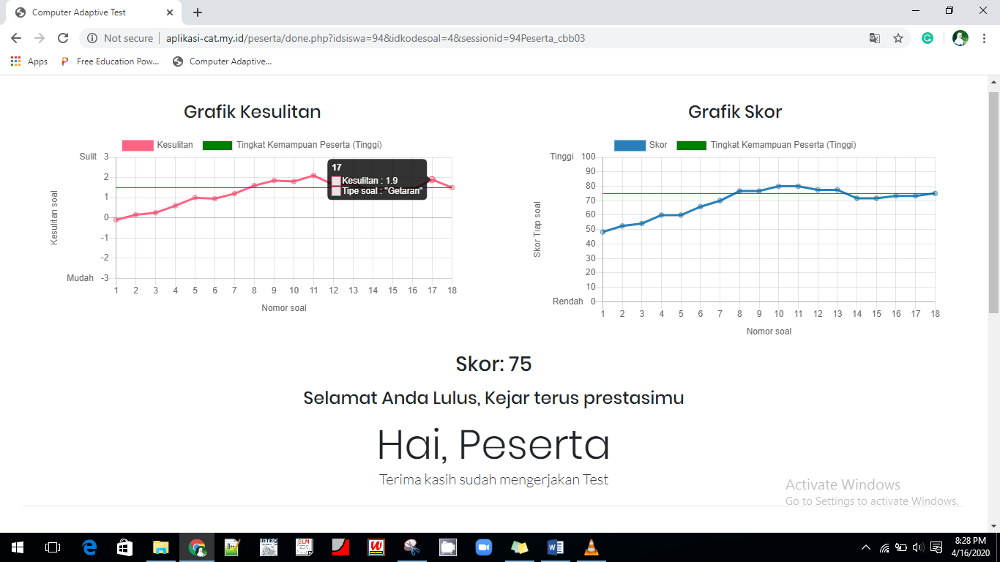 Computer Adaptive Test
Not secure | aplikasi-cat.my.id/peserta/done.php?idsiswa=94&idkodesoal=4&sessionid=94Peserta_cbb03
Apps Free Education Pow... Computer Adaptive...
Grafik Kesulitan
Kesulitan Tingkat Kemampuan Peserta (Tinggi)
Sulit 3
2
1
0
-1
-2
Mudah -3
Kesulitan soal
17
Kesulitan : 1.9
Tipe soal : "Getaran"
1 2 3 4 5 6 7 8 9 10 11 12 13 14 15 16 17 18
Nomor soal
Grafik Skor
Skor Tingkat Kemampuan Peserta (Tinggi)
Tinggi 100
90
80
70
60
50
40
30
20
10
Rendah 0
Skor Tiap soal
1 2 3 4 5 6 7 8 9 10 11 12 13 14 15 16 17 18
Nomor soal
Skor: 75
Selamat Anda Lulus, Kejar terus prestasimu
Hai, Peserta
Terima kasih sudah mengerjakan Test
Activate Windows
Go to Settings to activate Windows.
8:28 PM
4/16/2020